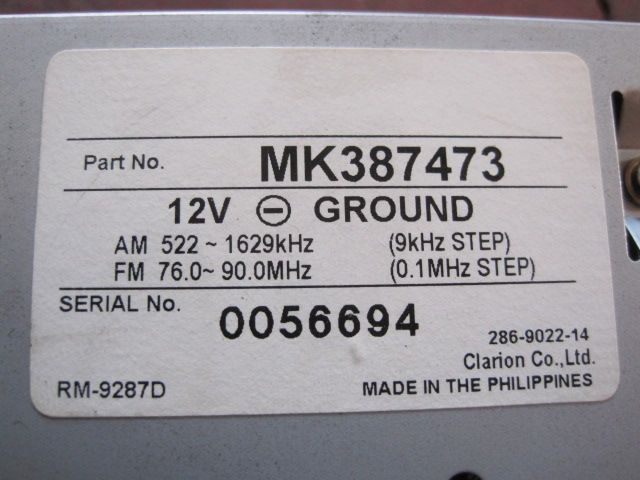 Part No. MK387473
12V ⊖ GROUND
AM 522 ~ 1629kHz (9kHz STEP)
FM 76.0~ 90.0MHz (0.1MHz STEP)
SERIAL No. 0056694
286-9022-14
Clarion Co.,Ltd.
RM-9287D MADE IN THE PHILIPPINES